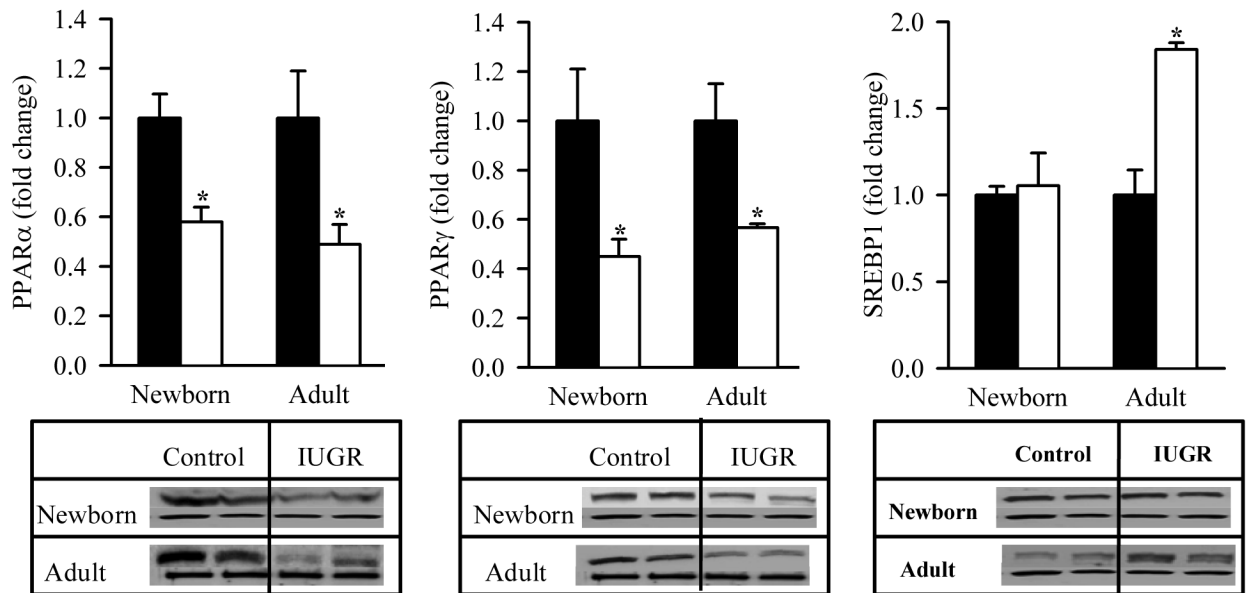 PPARα (fold change)
1.4
1.2
1.0
0.8
0.6
0.4
0.2
0.0
*
*
Newborn Adult
PPARγ (fold change)
1.4
1.2
1.0
0.8
0.6
0.4
0.2
0.0
*
*
Newborn Adult
SREBP1 (fold change)
2.0
1.5
1.0
0.5
0.0
*
Newborn Adult
Control IUGR
Newborn
Adult
Control IUGR
Newborn
Adult
Control IUGR
Newborn
Adult